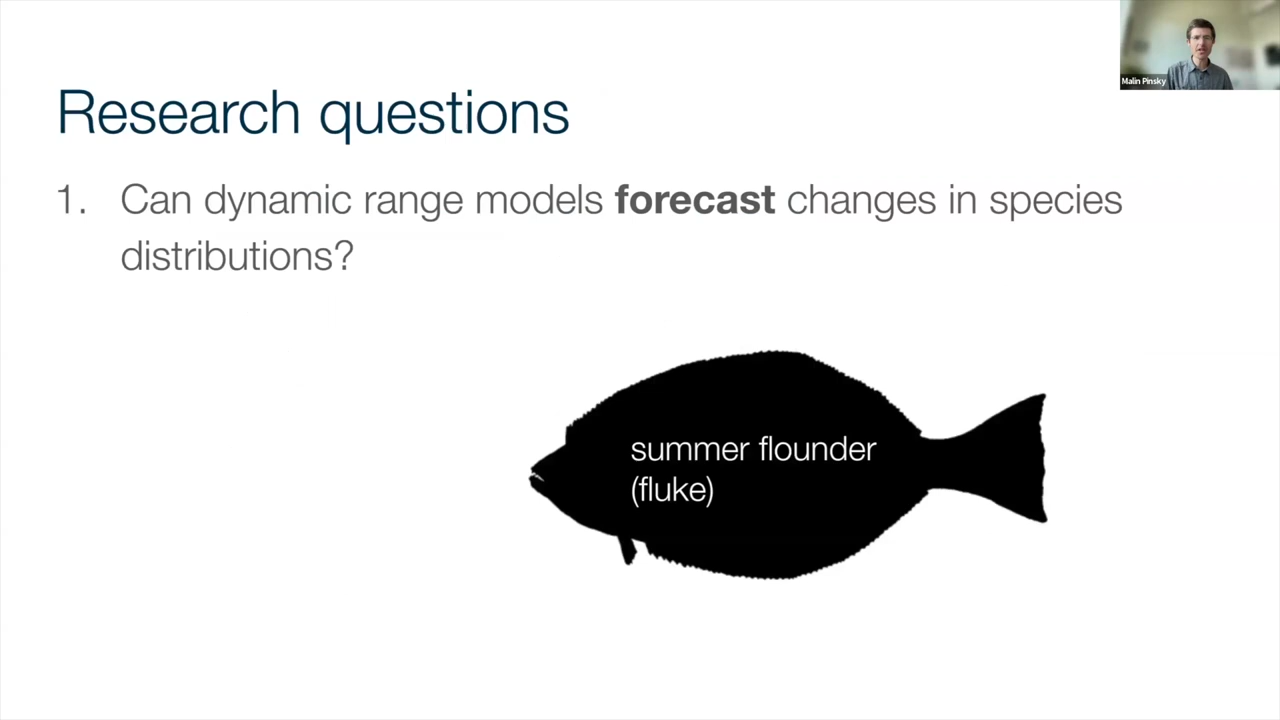 Malin Pinsky
Research questions
1. Can dynamic range models forecast changes in species
distributions?
summer flounder
(fluke)